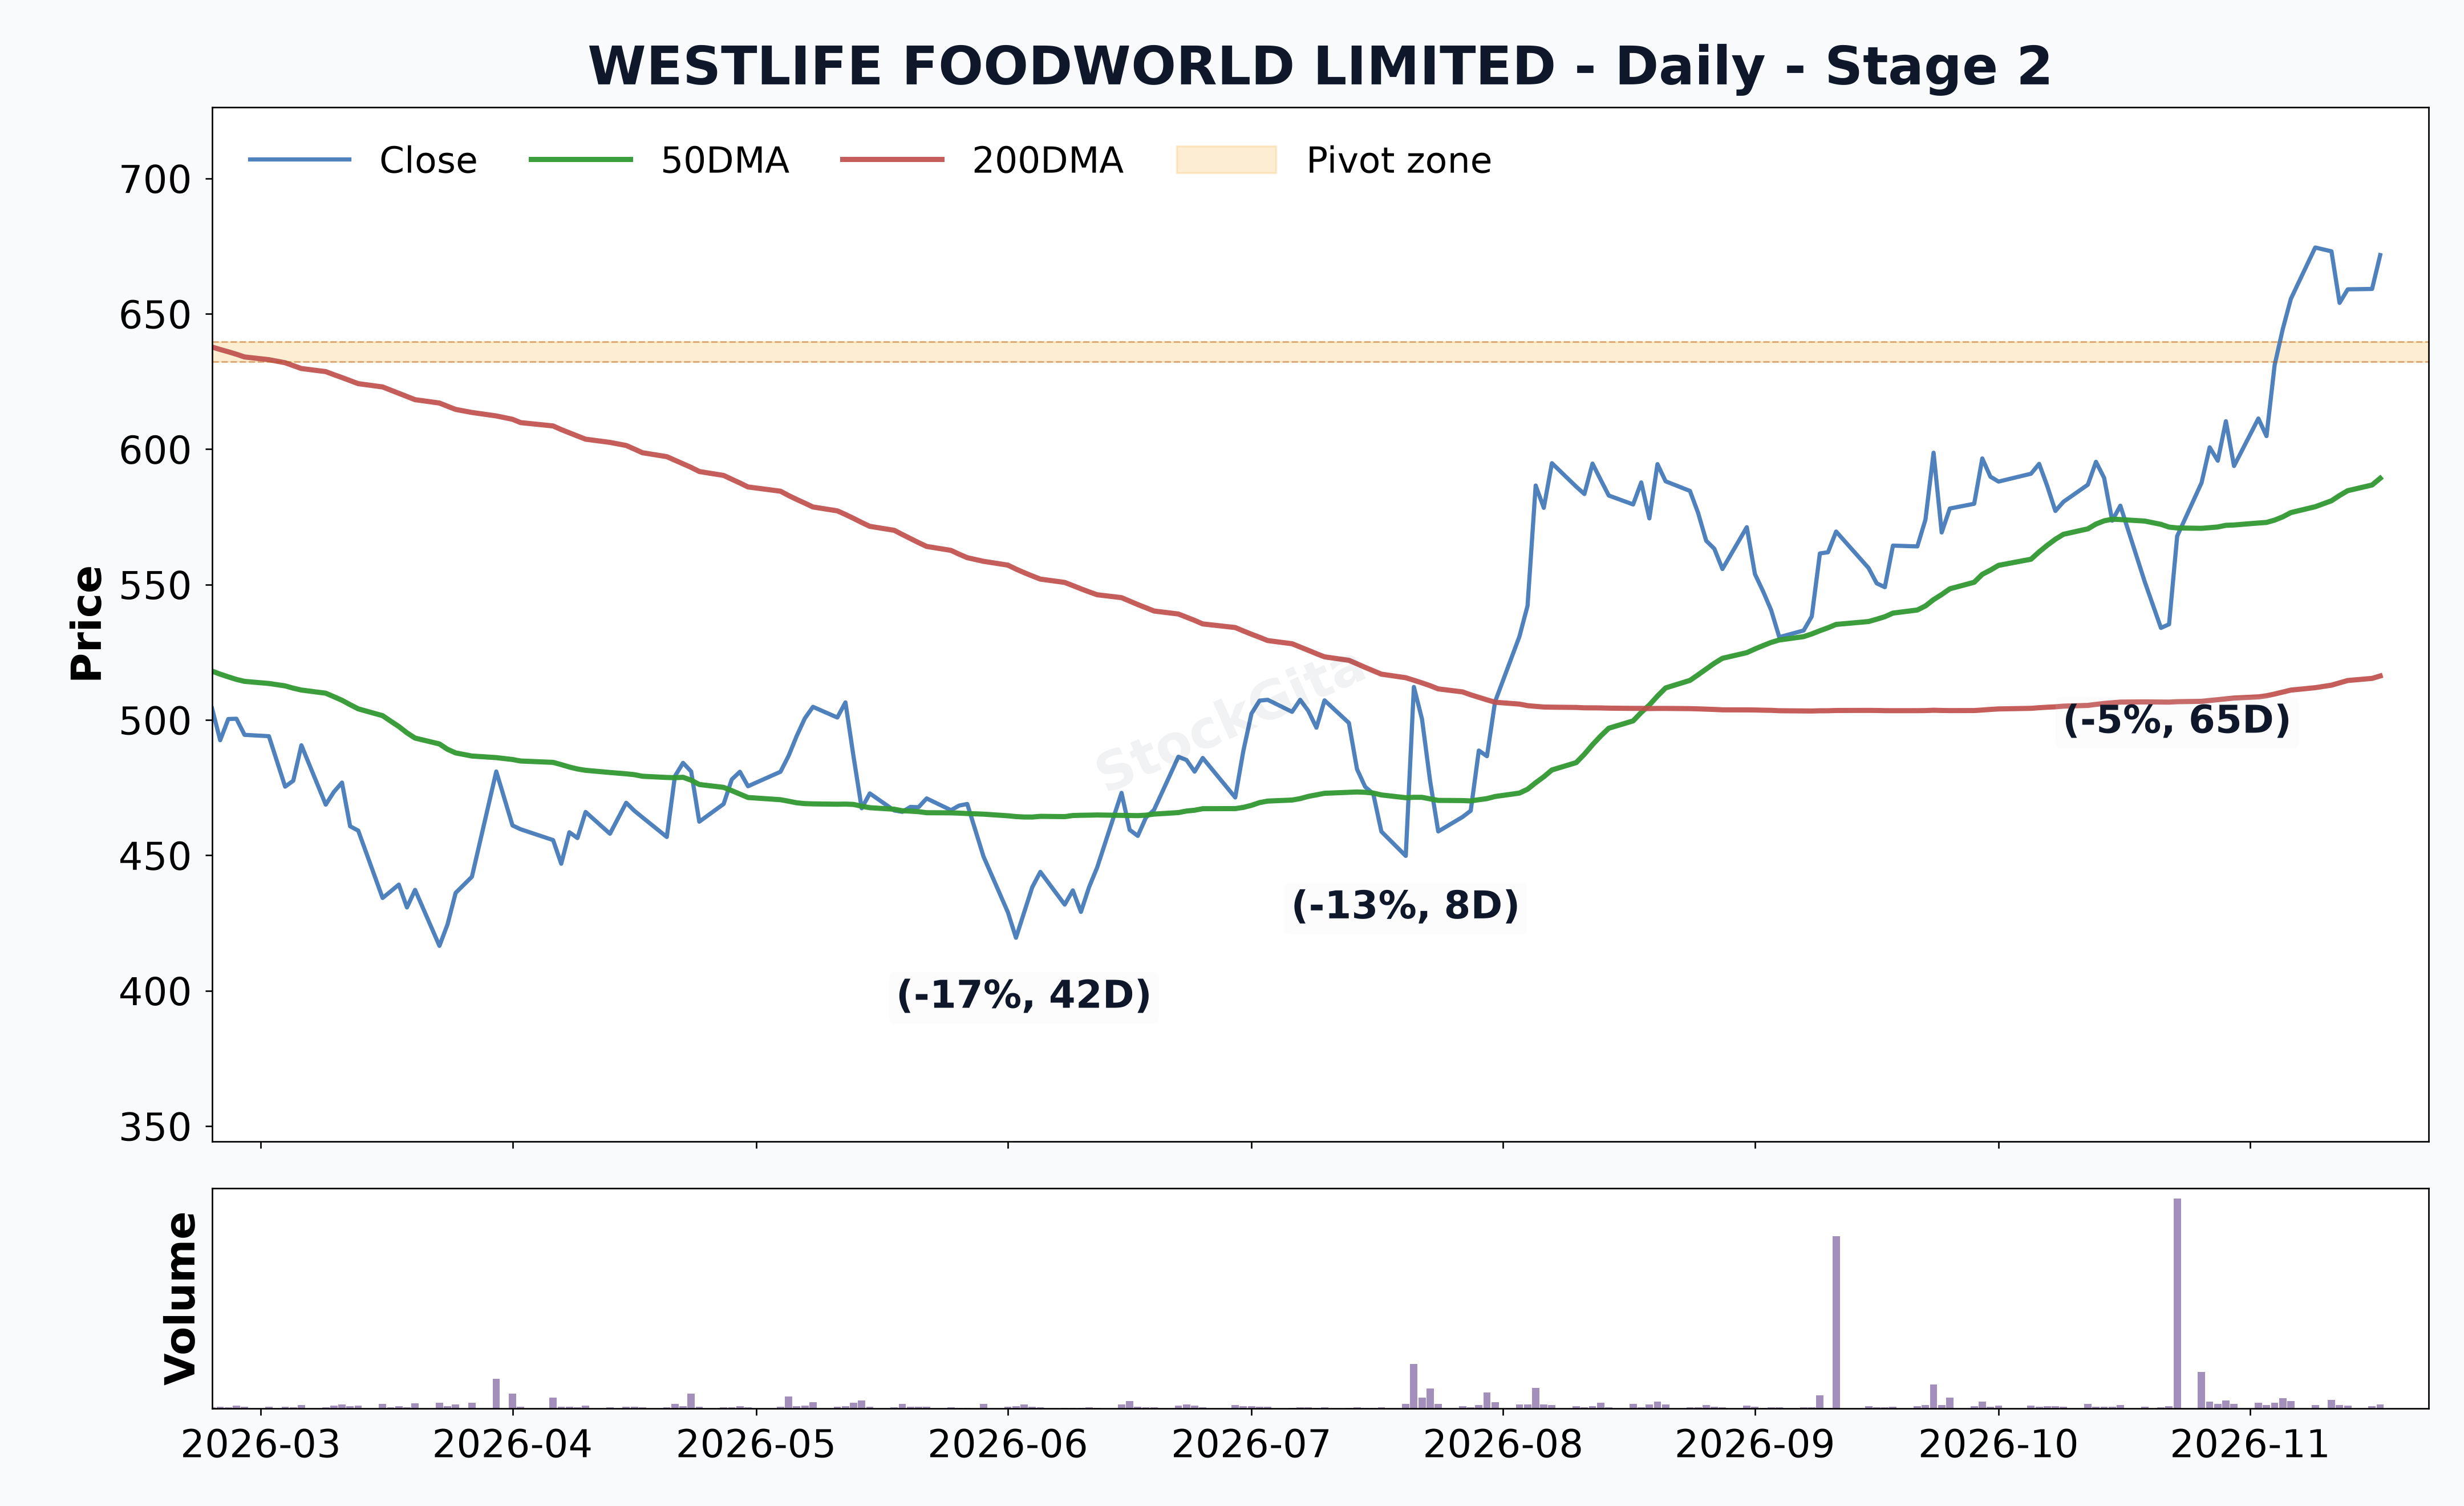 WESTLIFE FOODWORLD LIMITED - Daily - Stage 2
Close 50DMA 200DMA Pivot zone
700
650
600
550
500
450
400
350
Price
StockGita
(-5%, 65D)
(-13%, 8D)
(-17%, 42D)
Volume
2026-03 2026-04 2026-05 2026-06 2026-07 2026-08 2026-09 2026-10 2026-11